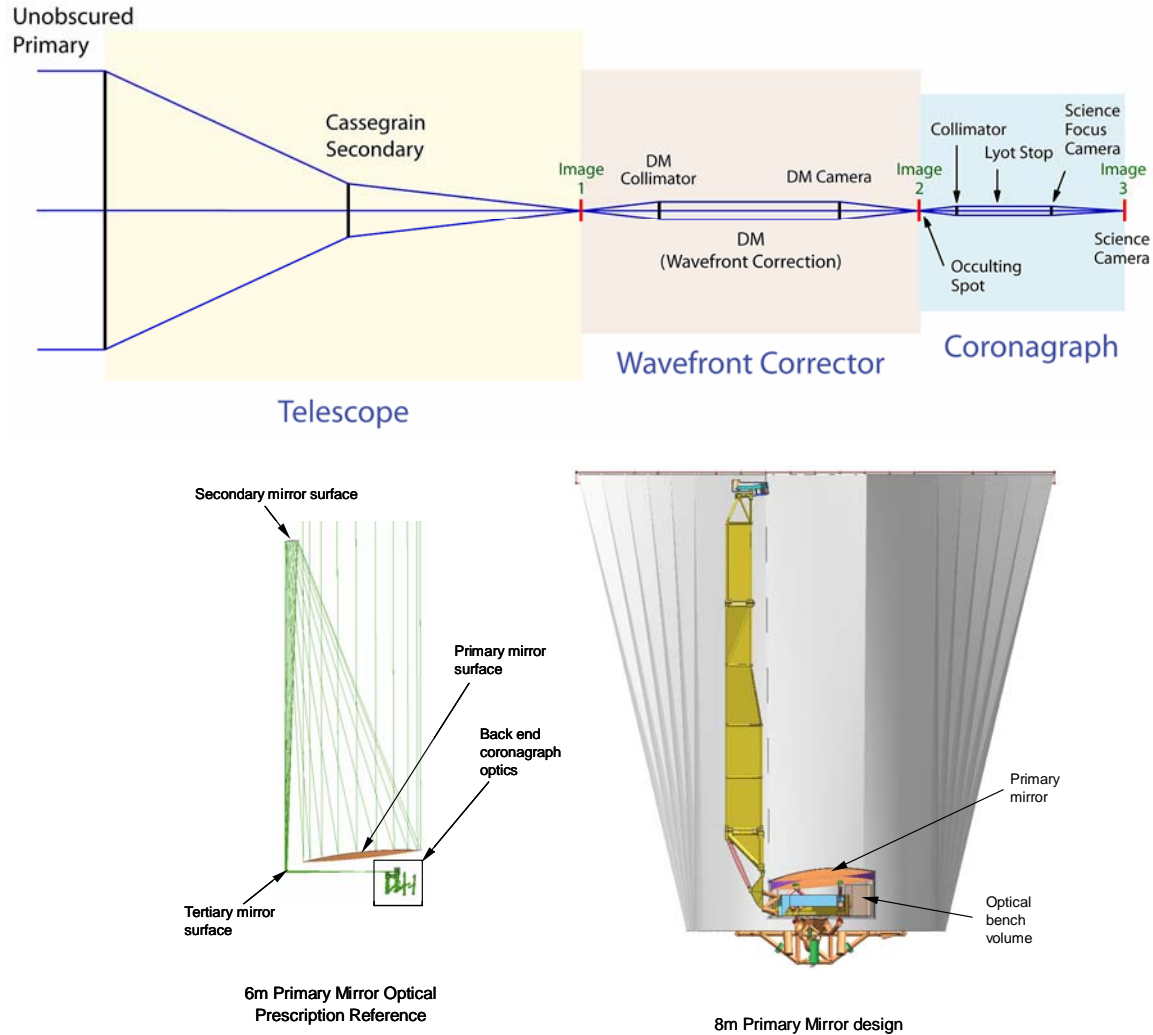 Unobscured
Primary
Cassegrain
Secondary
Image
1
DM
Collimator
DM Camera
DM
(Wavefront Correction)
Image
2
Collimator
Lyot Stop
Science
Focus
Camera
Image
3
Occulting
Spot
Science
Camera
Telescope
Wavefront Corrector
Coronagraph
Secondary mirror surface
Primary mirror
surface
Back end
coronagraph
optics
Tertiary mirror
surface
6m Primary Mirror Optical
Prescription Reference
Primary
mirror
Optical
bench
volume
8m Primary Mirror design